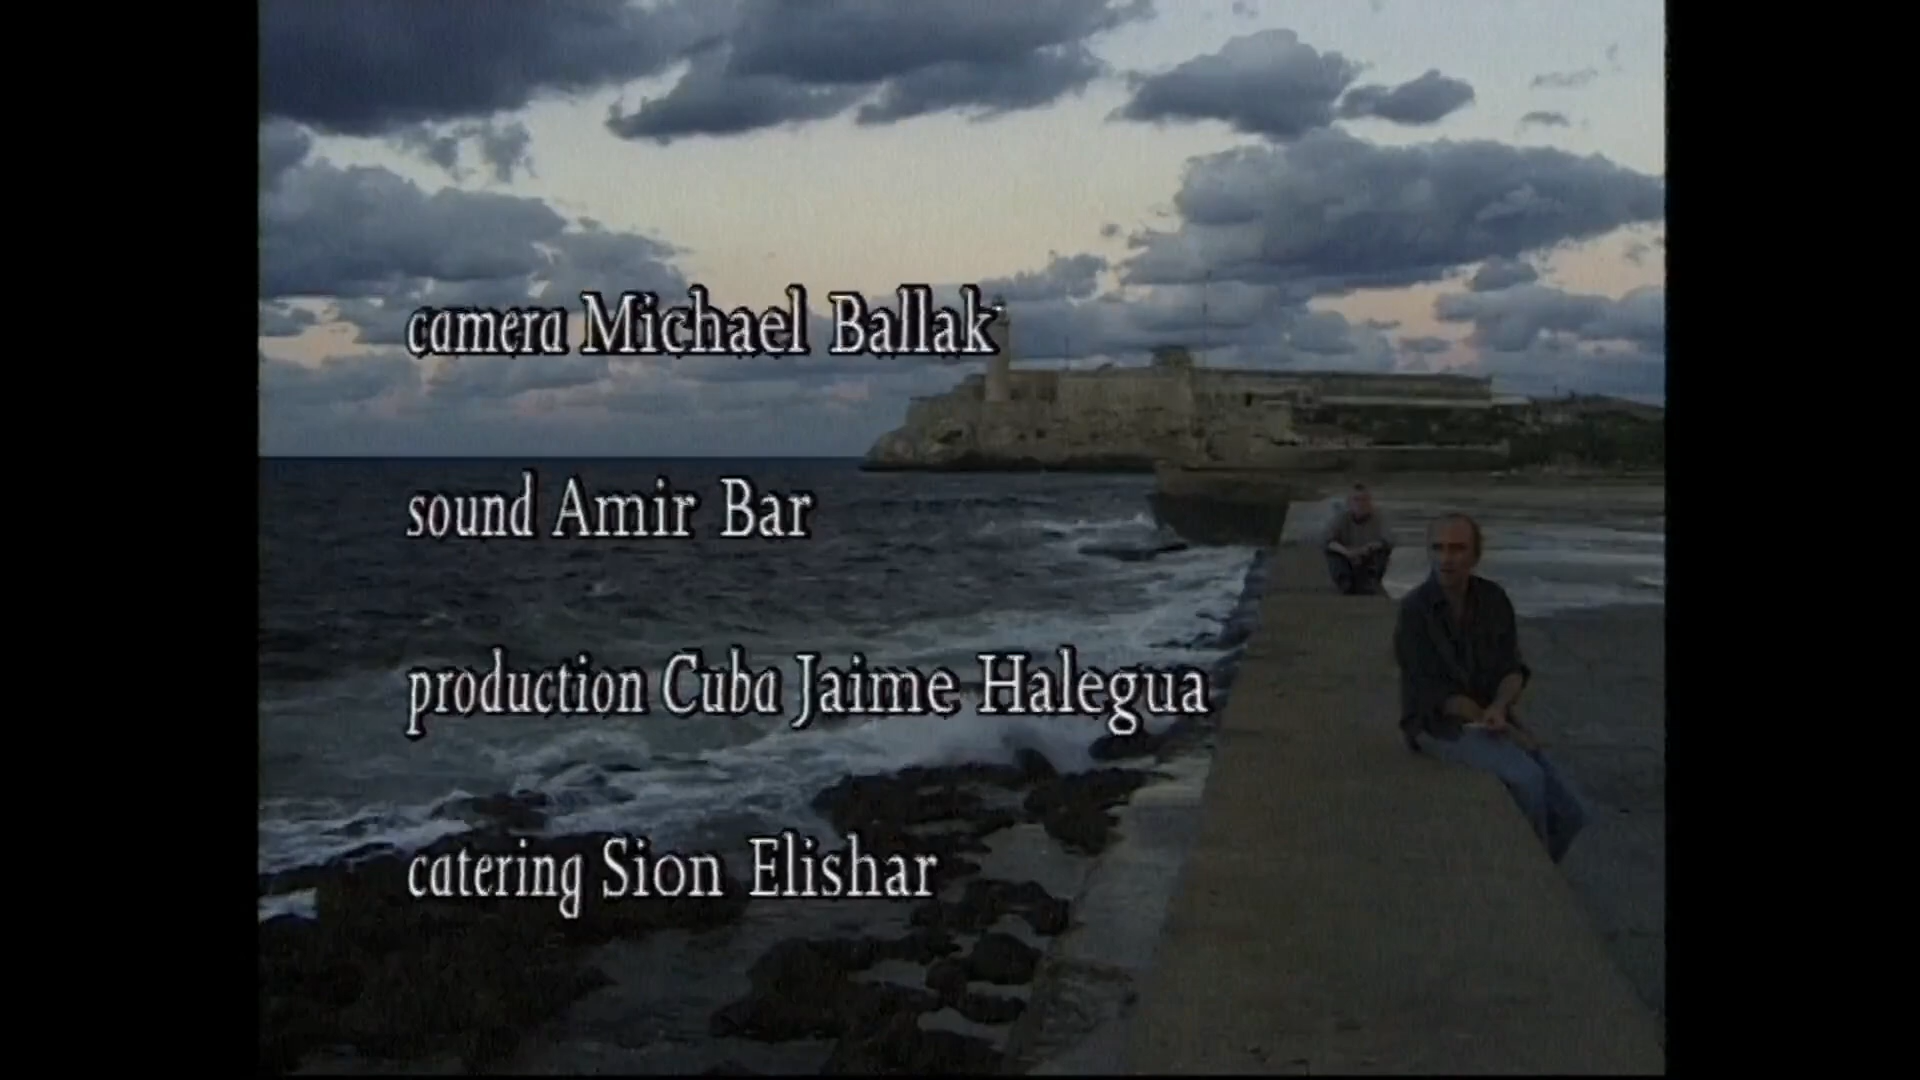 camera Michael Ballak
sound Amir Bar
production Cuba Jaime Halegua
catering Sion Elishar